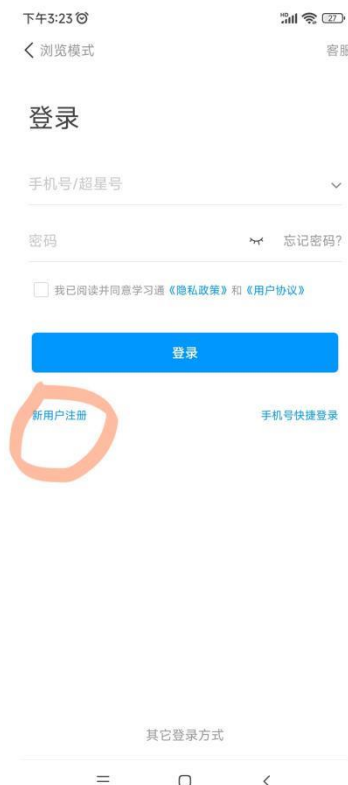 下午3:23
HD 27
浏览模式 客服
登录
手机号/超星号
密码 忘记密码?
我已阅读并同意学习通《隐私政策》和《用户协议》
登录
新用户注册 手机号快捷登录
其它登录方式